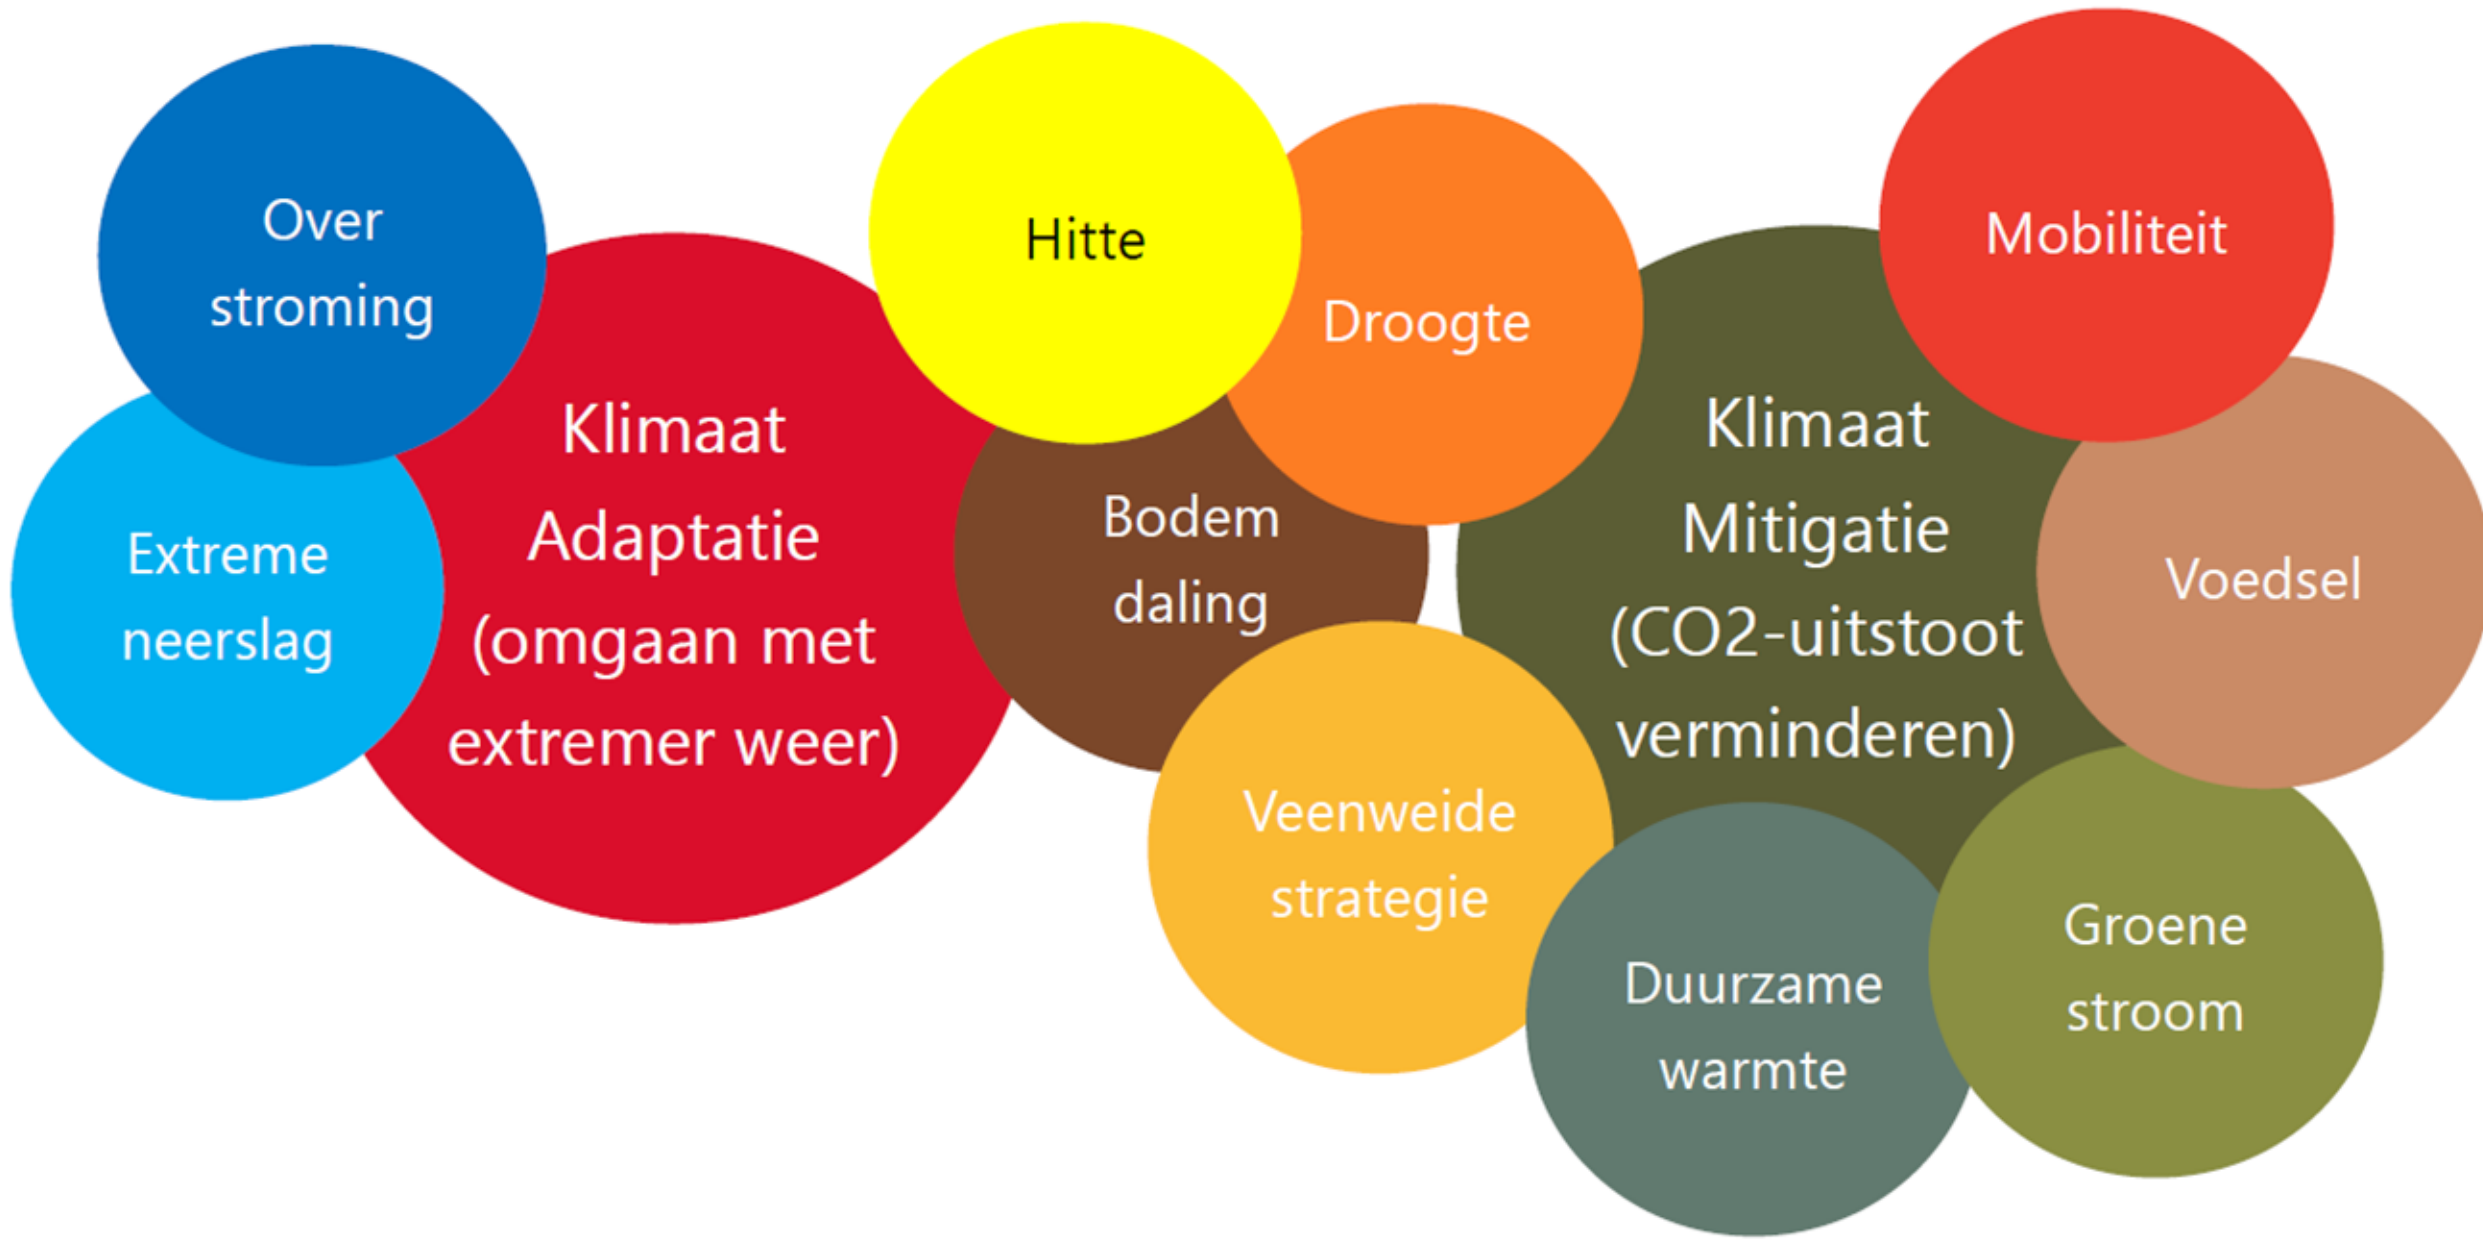 Over
stroming
Extreme
neerslag
Klimaat
Adaptatie
(omgaan met
extremer weer)
Hitte
Droogte
Bodem
daling
Veenweide
strategie
Klimaat
Mitigatie
(CO2-uitstoot
verminderen)
Mobiliteit
Voedsel
Groene
stroom
Duurzame
warmte